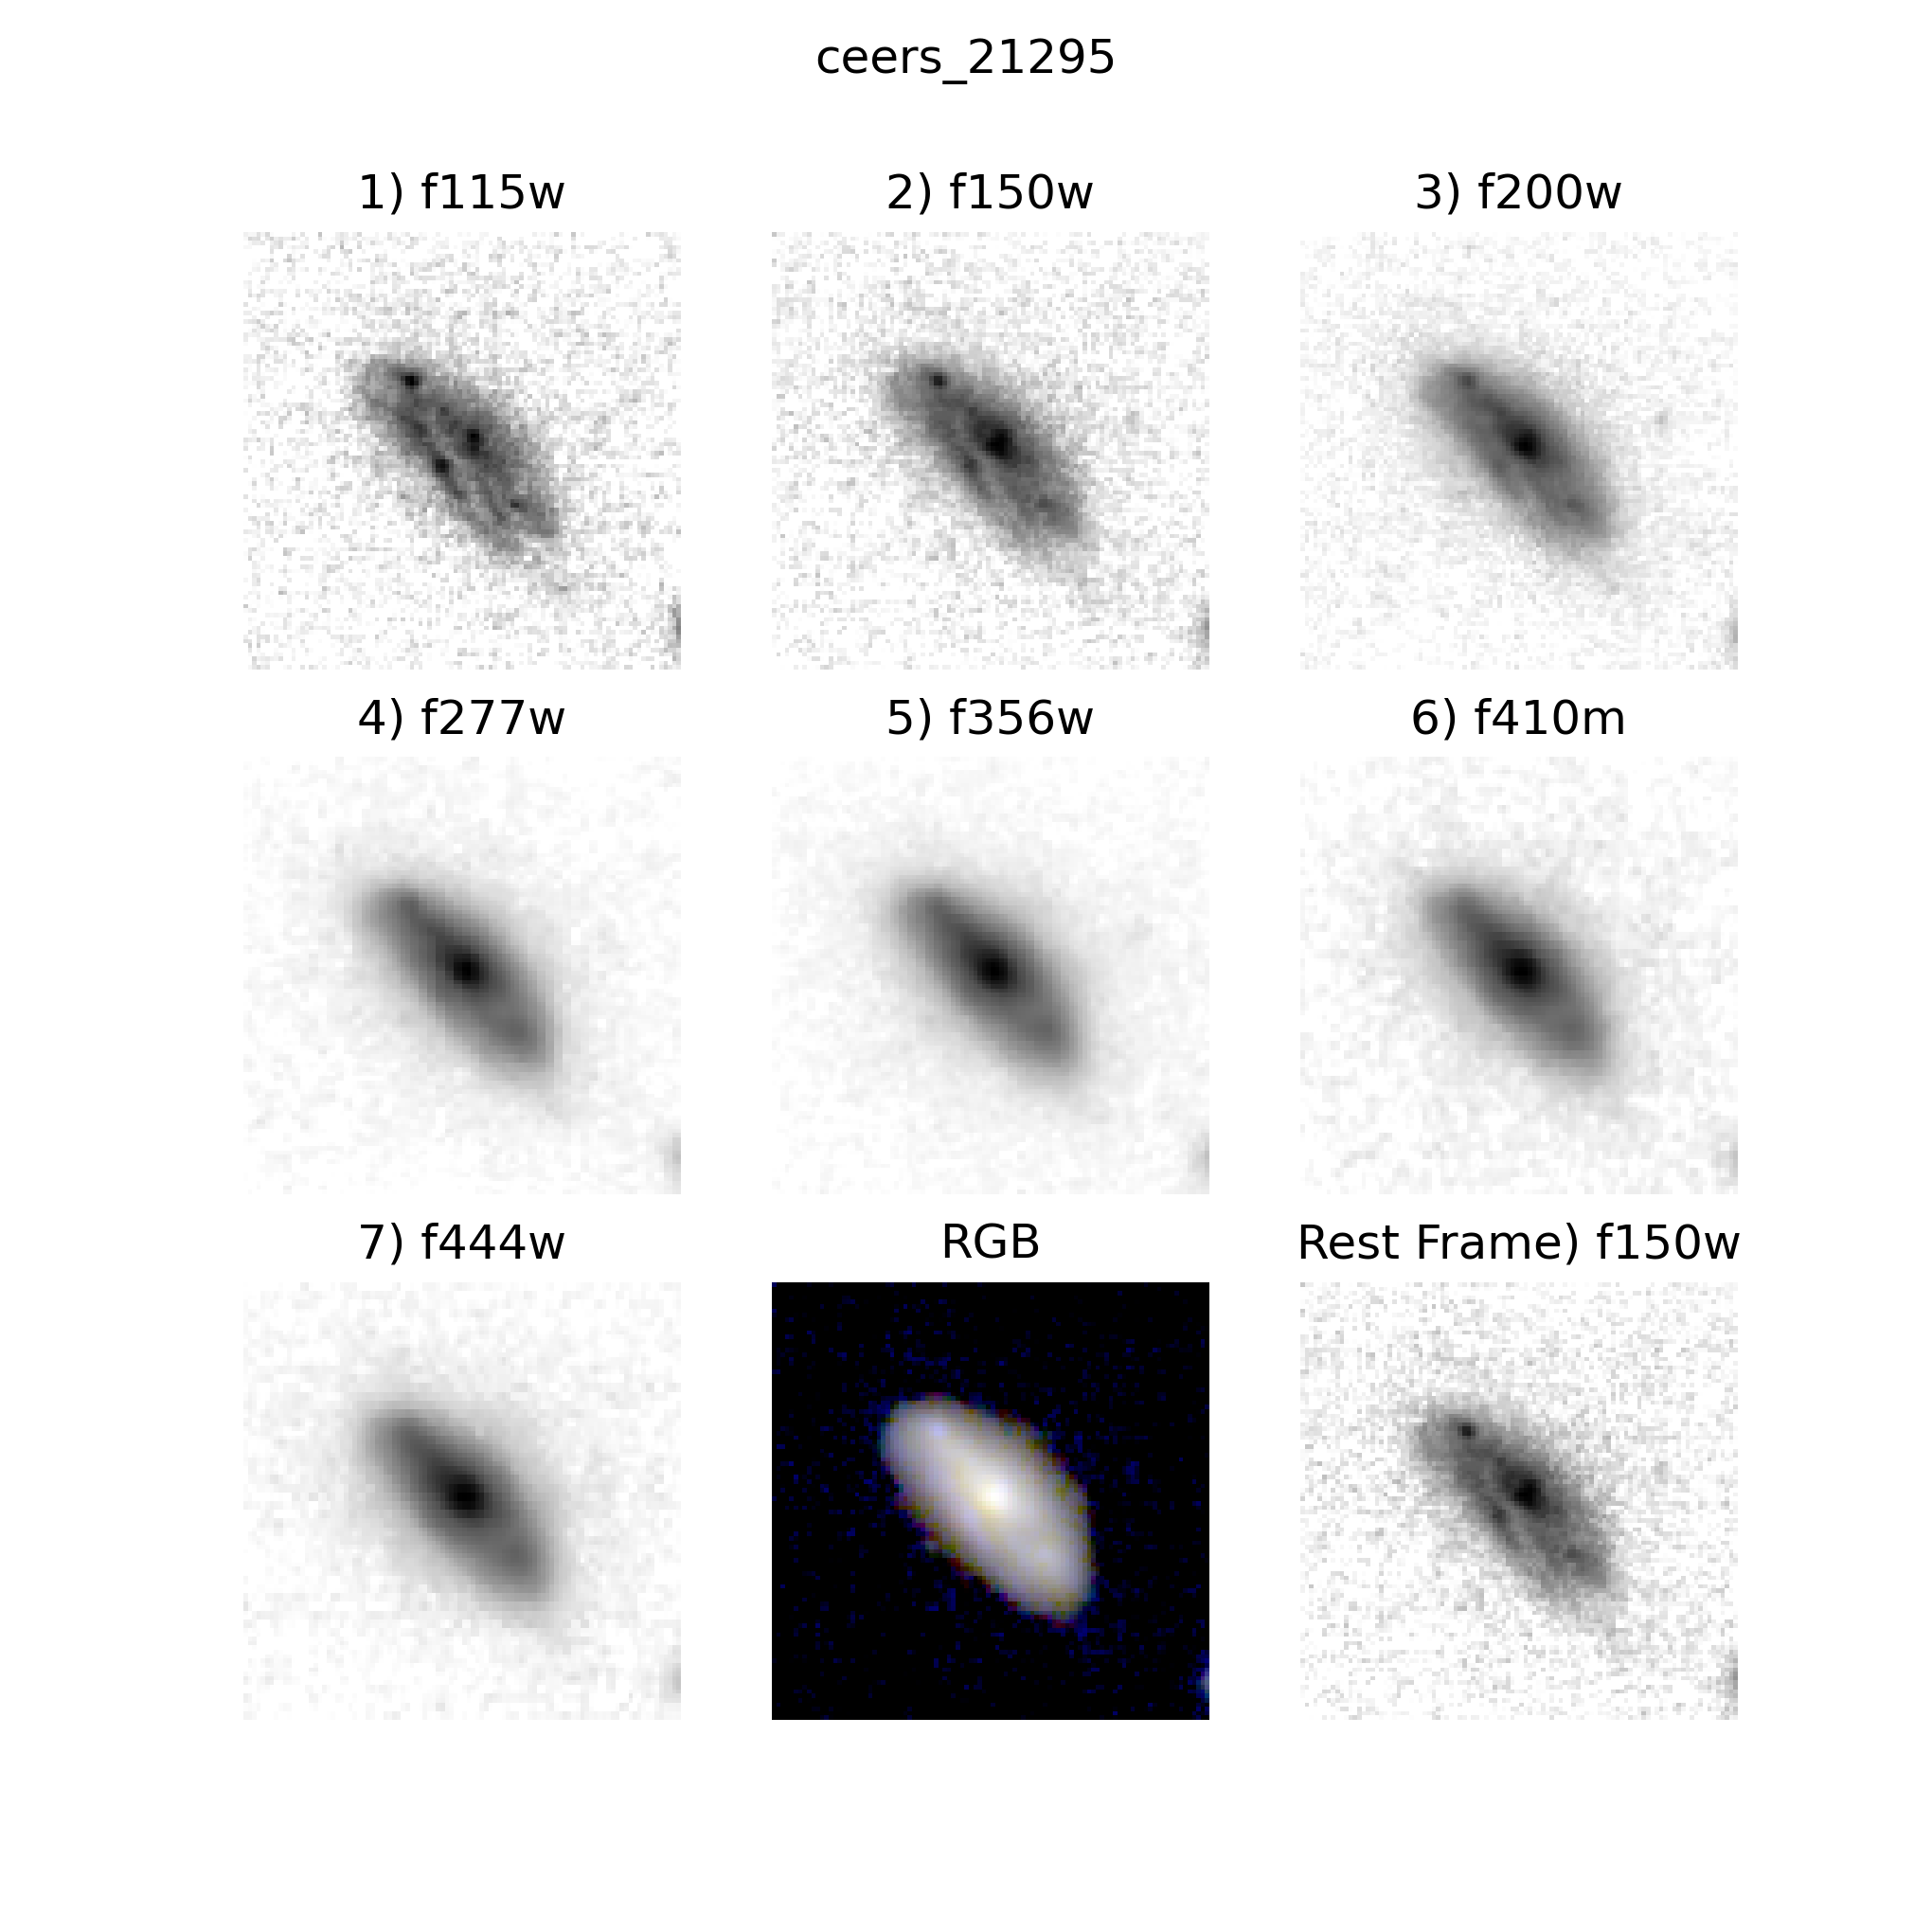 ceers_21295
1) f115w
2) f150w
3) f200w
4) f277w
5) f356w
6) f410m
7) f444w
RGB
Rest Frame) f150w